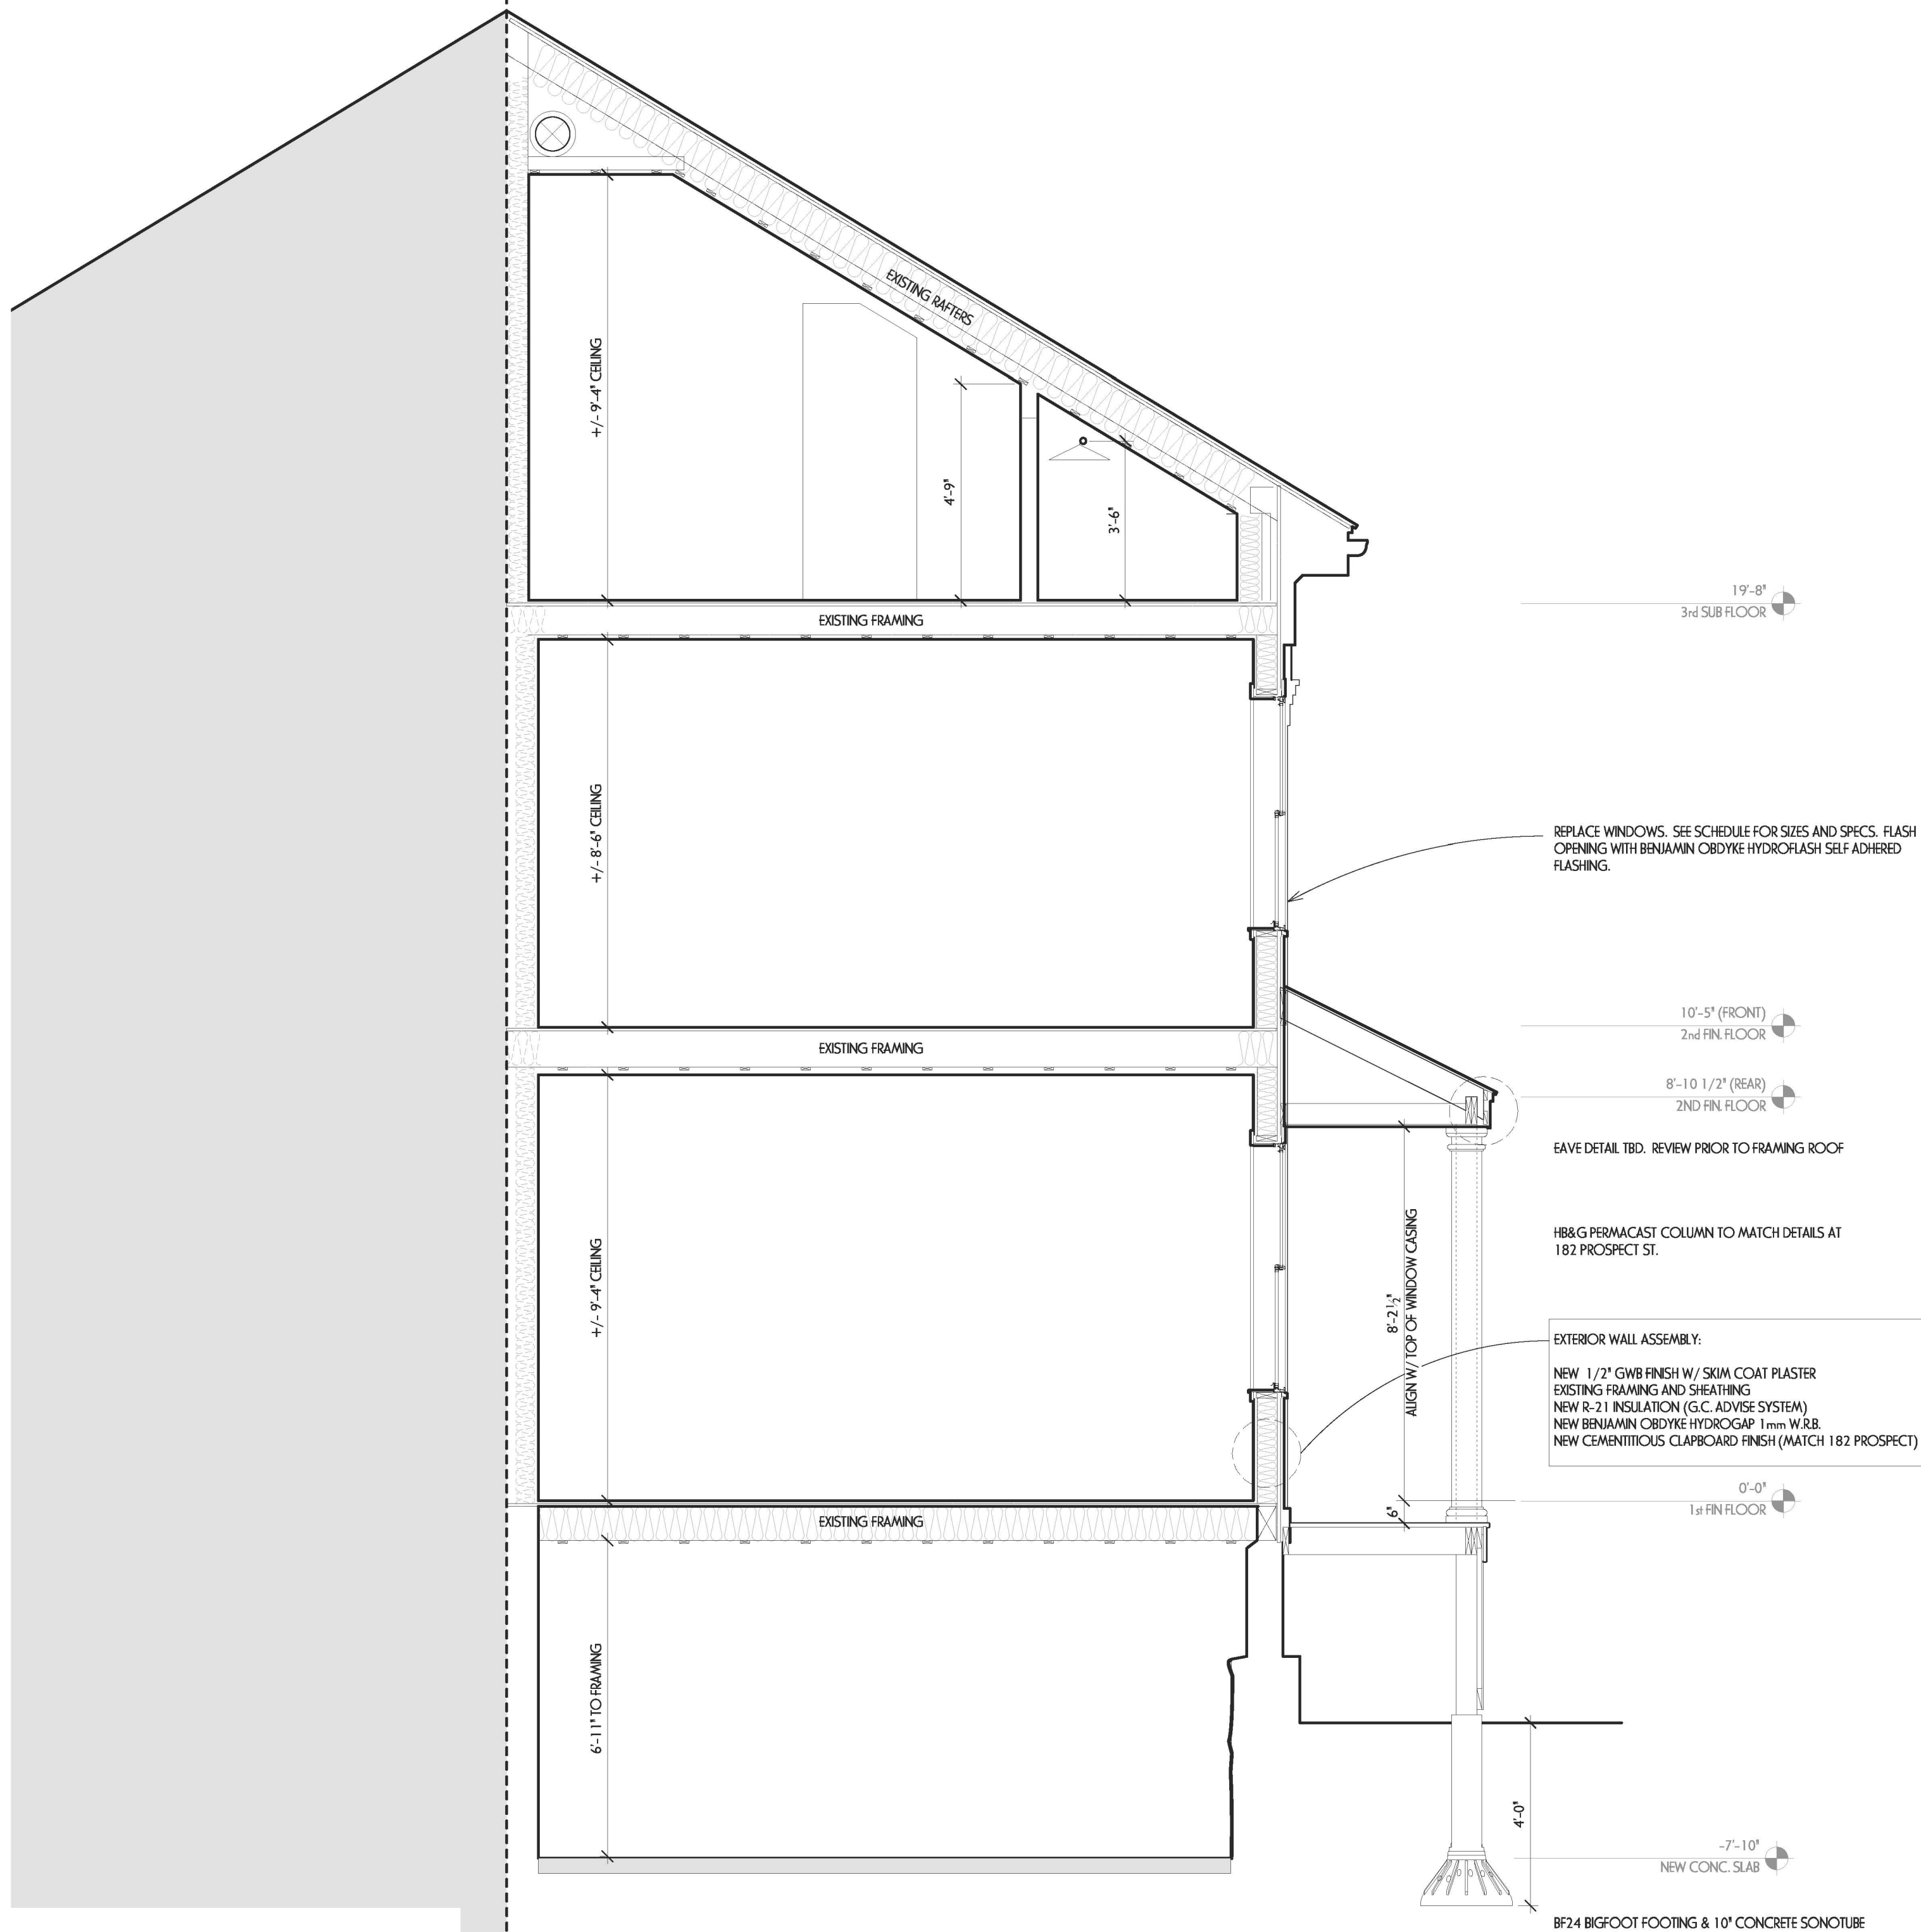 EXISTING RAFTERS
+/- 9'-4" CEILING
4'-9"
3'-6"
19'-8"
3rd SUB FLOOR
EXISTING FRAMING
+/- 8'-6" CEILING
REPLACE WINDOWS. SEE SCHEDULE FOR SIZES AND SPECS. FLASH
OPENING WITH BENJAMIN OBDYKE HYDROFLASH SELF ADHERED
FLASHING.
10'-5" (FRONT)
2nd FIN. FLOOR
EXISTING FRAMING
8'-10 1/2" (REAR)
2ND FIN. FLOOR
EAVE DETAIL TBD. REVIEW PRIOR TO FRAMING ROOF
HB&G PERMACAST COLUMN TO MATCH DETAILS AT
182 PROSPECT ST.
+/- 9'-4" CEILING
8'-2½"
ALIGN W/ TOP OF WINDOW CASING
EXTERIOR WALL ASSEMBLY:
NEW 1/2" GWB FINISH W/ SKIM COAT PLASTER
EXISTING FRAMING AND SHEATHING
NEW R-21 INSULATION (G.C. ADVISE SYSTEM)
NEW BENJAMIN OBDYKE HYDROGAP 1mm W.R.B.
NEW CEMENTITIOUS CLAPBOARD FINISH (MATCH 182 PROSPECT)
0'-0"
1st FIN FLOOR
6"
EXISTING FRAMING
6'-11" TO FRAMING
4'-0"
-7'-10"
NEW CONC. SLAB
BF24 BIGFOOT FOOTING & 10" CONCRETE SONOTUBE